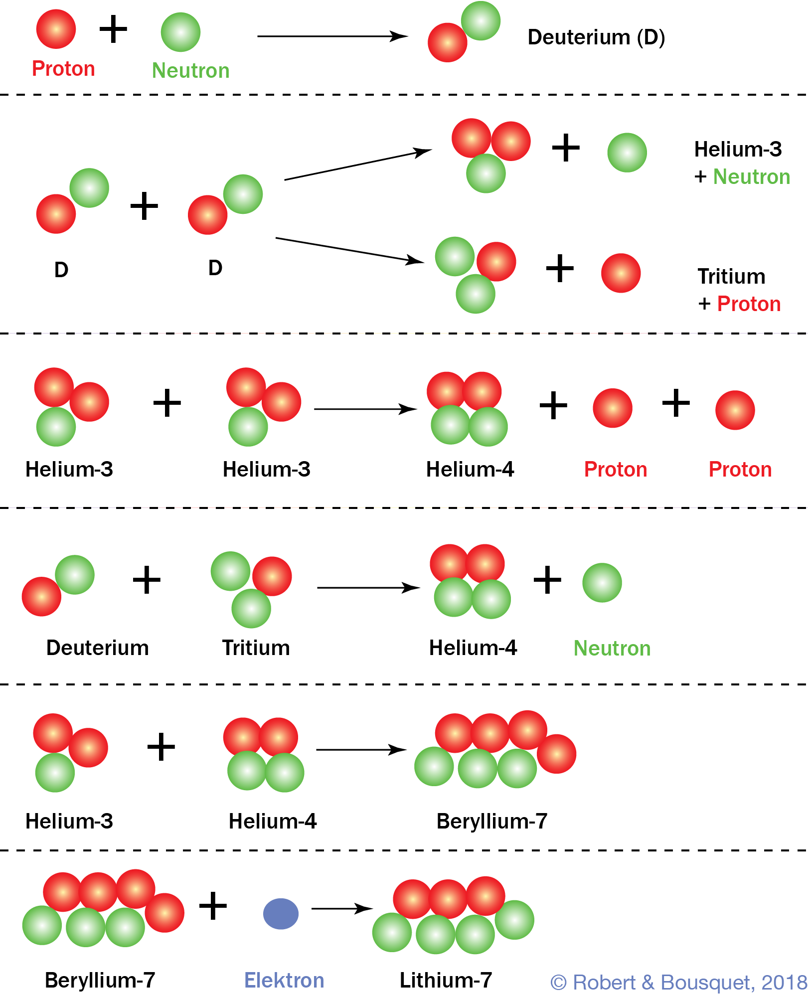 Proton
Neutron
Deuterium (D)
D
D
Helium-3
+ Neutron
Tritium
+ Proton
Helium-3
Helium-3
Helium-4
Proton
Proton
Deuterium
Tritium
Helium-4
Neutron
Helium-3
Helium-4
Beryllium-7
Beryllium-7
Elektron
Lithium-7
© Robert & Bousquet, 2018